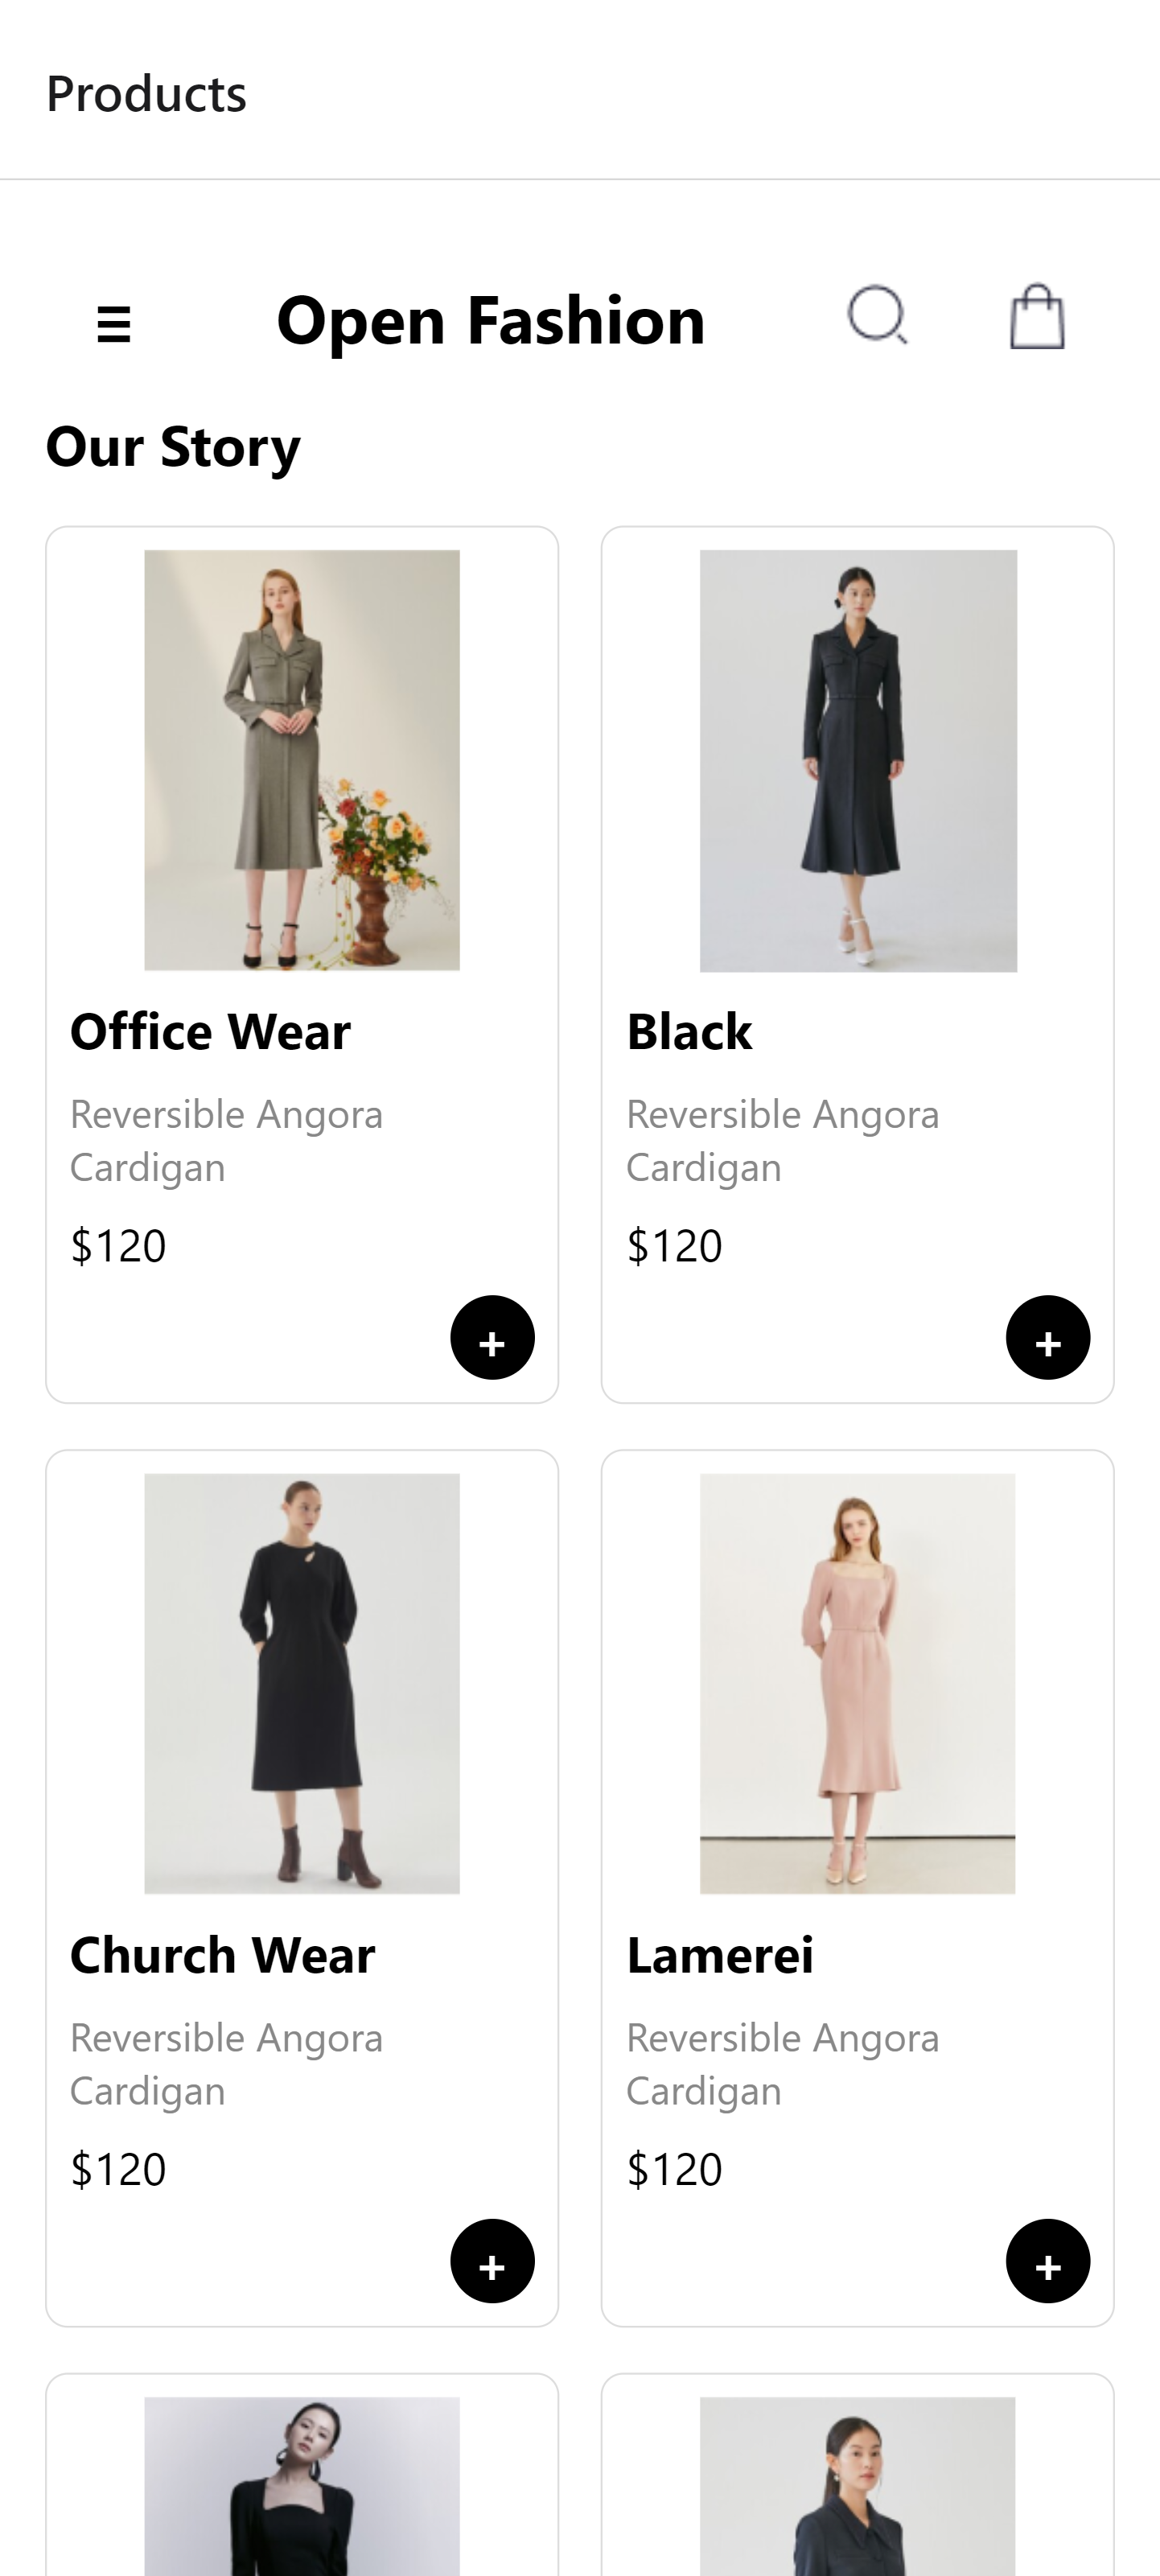 Products
Open Fashion
Our Story
Office Wear
Reversible Angora
Cardigan
$120
+
Black
Reversible Angora
Cardigan
$120
+
Church Wear
Reversible Angora
Cardigan
$120
+
Lamerei
Reversible Angora
Cardigan
$120
+